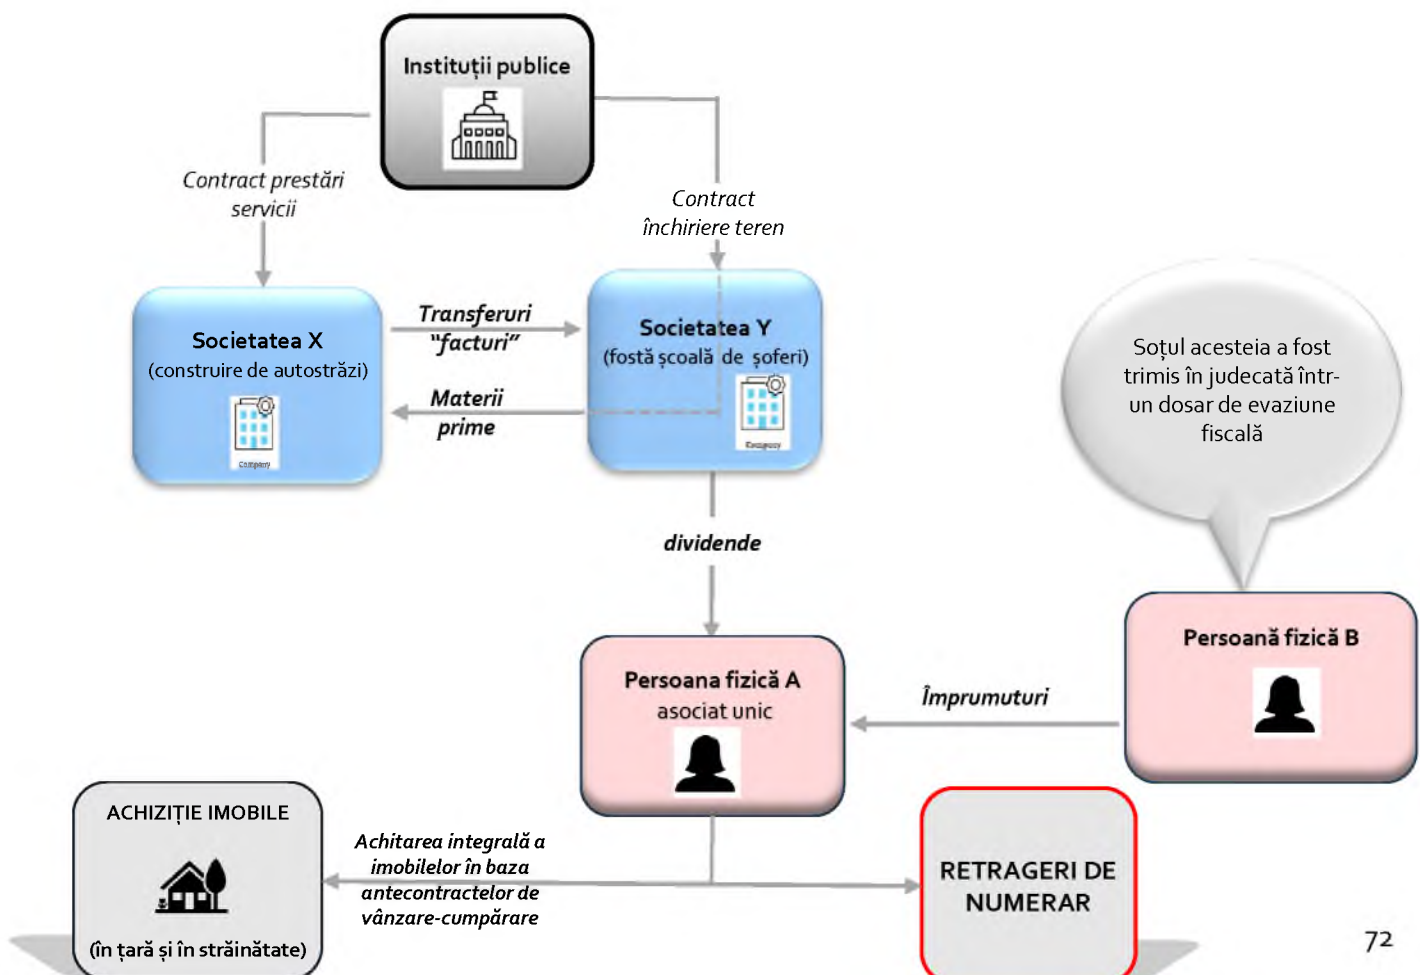 Instituții publice
Contract prestări
servicii
Contract
închiriere teren
Societatea X
(construire de autostrăzi)
Company
Transferuri
“facturi”
Materii
prime
Societatea Y
(fostă școală de șoferi)
Company
Soțul acesteia a fost
trimis în judecată într-
un dosar de evaziune
fiscală
dividende
Persoana fizică A
asociat unic
Împrumuturi
Persoană fizică B
ACHIZIȚIE IMOBILE
(în țară și în străinătate)
Achitarea integrală a
imobilelor în baza
antecontractelor de
vânzare-cumpărare
RETRAGERI DE
NUMERAR
72